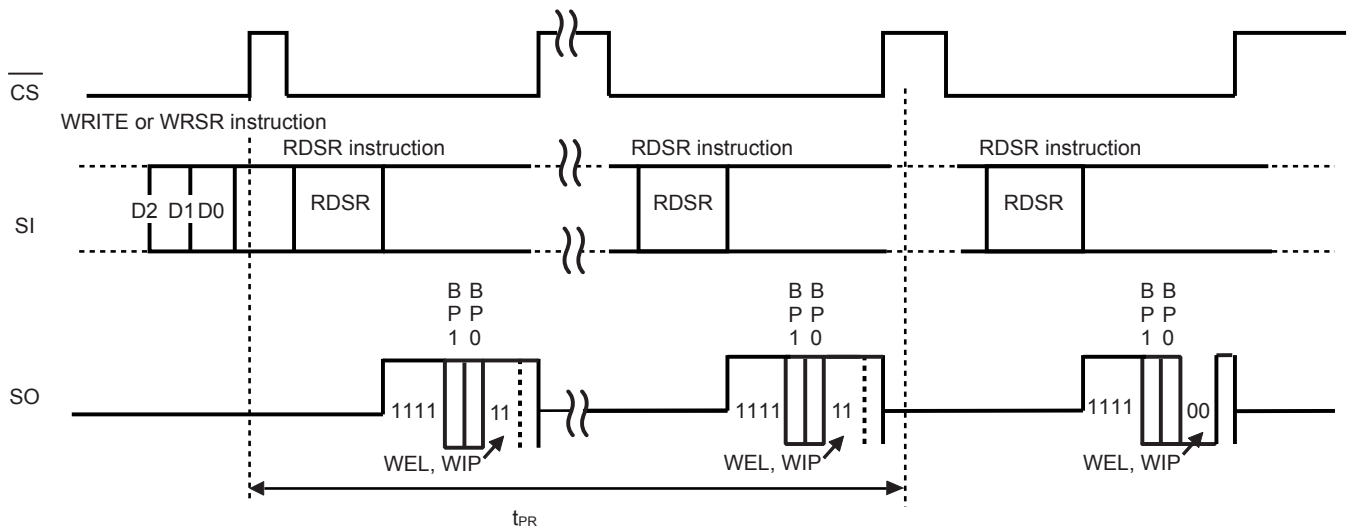 CS
WRITE or WRSR instruction
RDSR instruction
RDSR instruction
RDSR instruction
SI
D2 D1 D0
RDSR
RDSR
RDSR
B B
P P
1 0
B B
P P
1 0
B B
P P
1 0
SO
1111
11
1111
11
1111
00
WEL, WIP
WEL, WIP
WEL, WIP
tPR